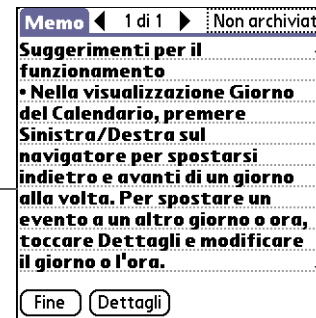 Memo 1 di 1 Non archiviat
Suggerimenti per il
funzionamento
• Nella visualizzazione Giorno
del Calendario, premere
Sinistra/Destra sul
navigatore per spostarsi
indietro e avanti di un giorno
alla volta. Per spostare un
evento a un altro giorno o ora,
toccare Dettagli e modificare
il giorno o l'ora.
Fine Dettagli